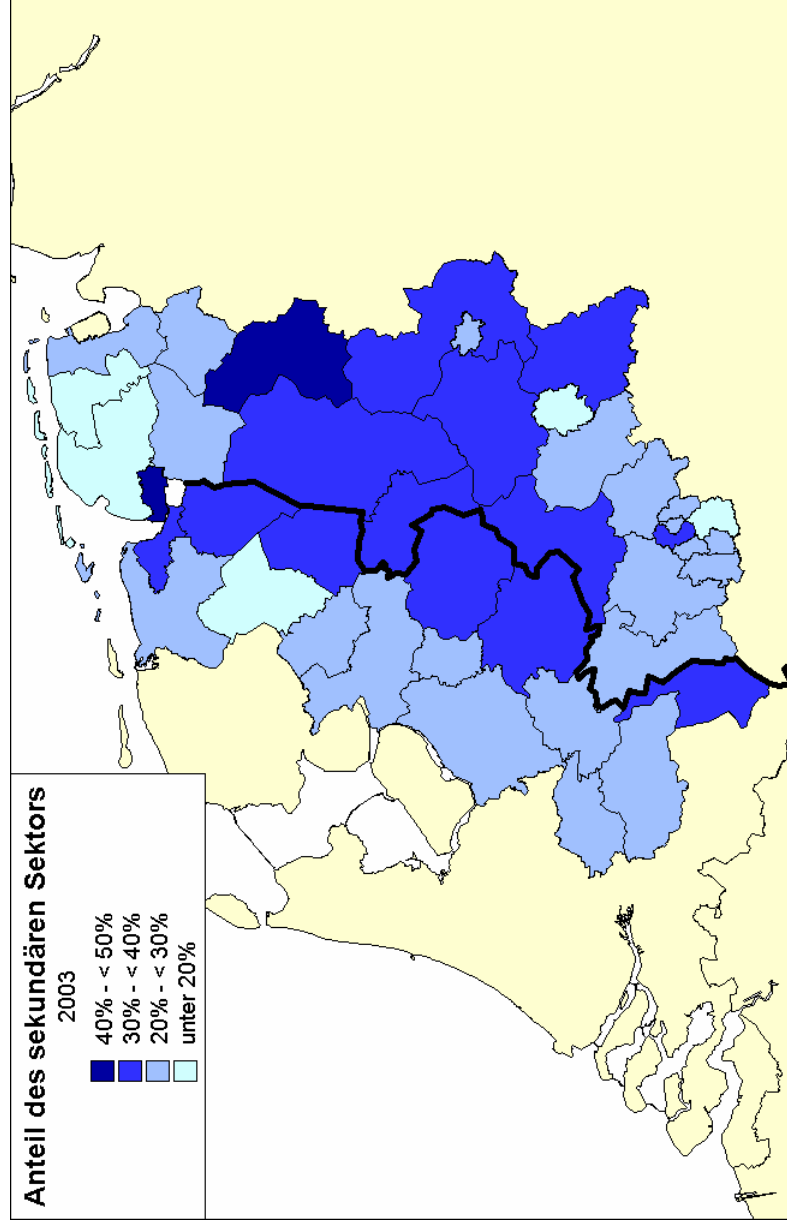 Anteil des sekundären Sektors
2003
40% - < 50%
30% - < 40%
20% - < 30%
unter 20%